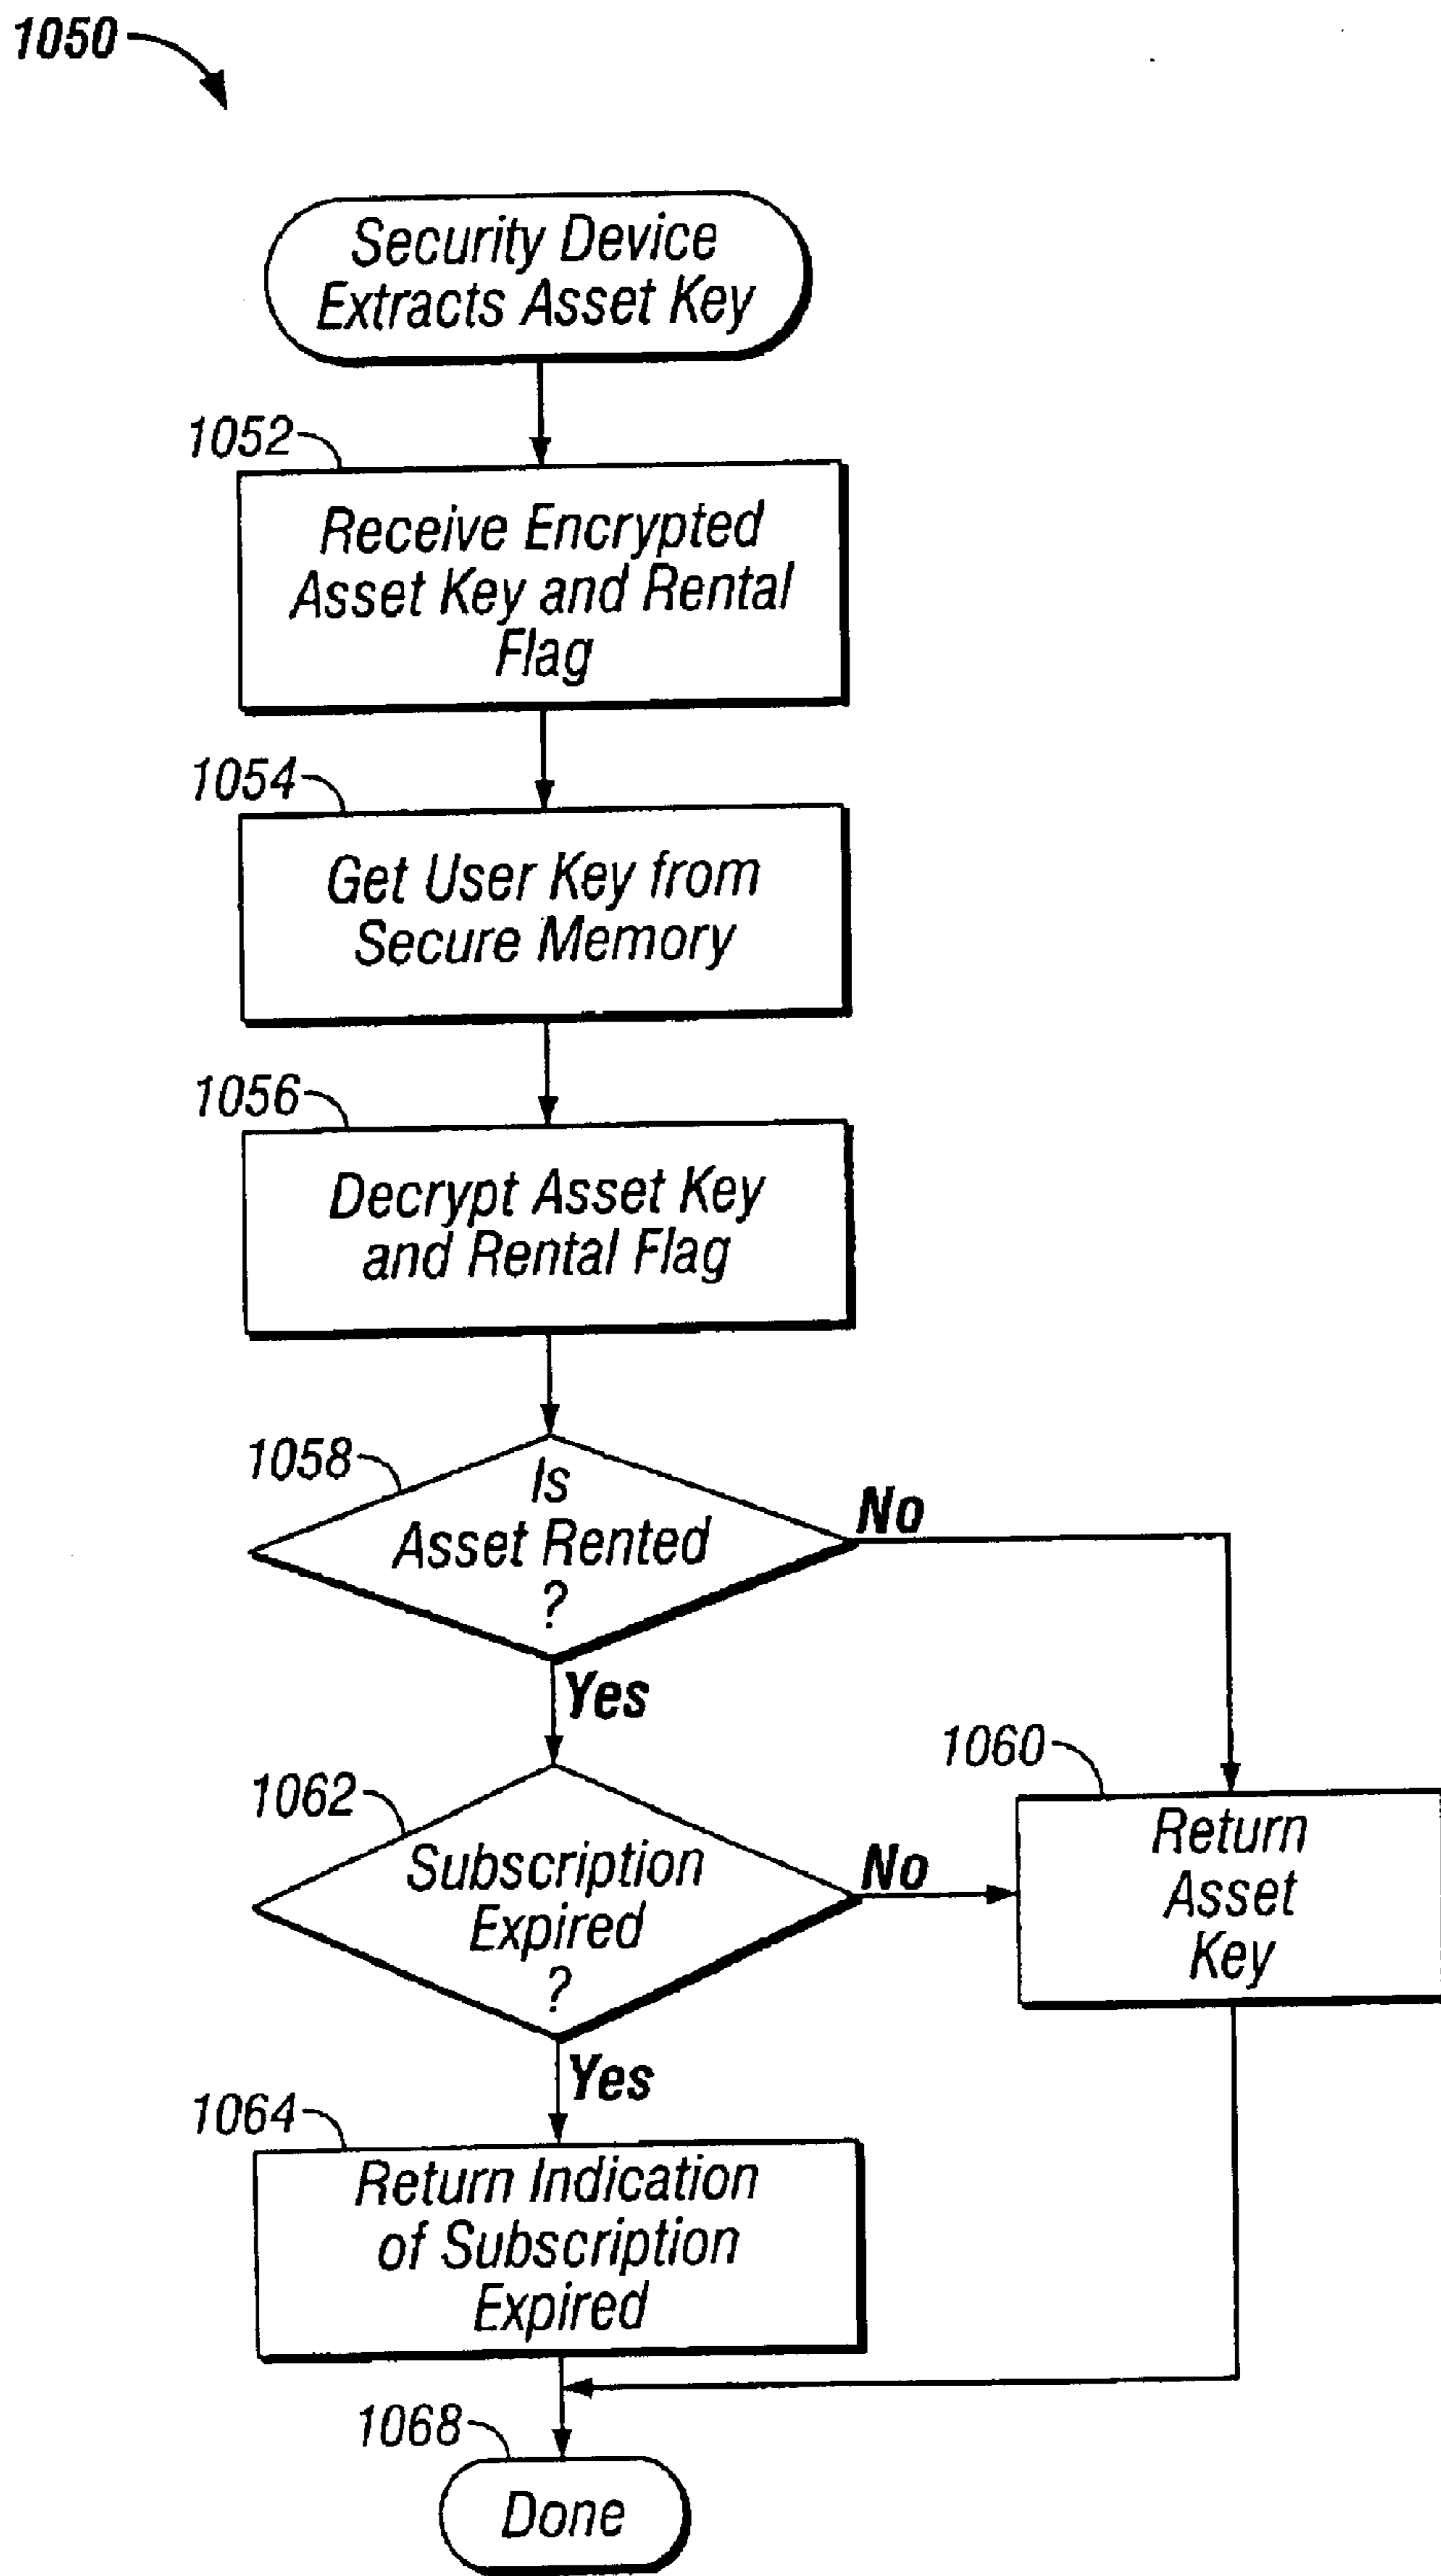 1050
Security Device
Extracts Asset Key
1052
Receive Encrypted
Asset Key and Rental
Flag
1054
Get User Key from
Secure Memory
1056
Decrypt Asset Key
and Rental Flag
1058
Is
Asset Rented
?
No
Yes
1060
Return
Asset
Key
1062
Subscription
Expired
?
No
Yes
1064
Return Indication
of Subscription
Expired
1068
Done